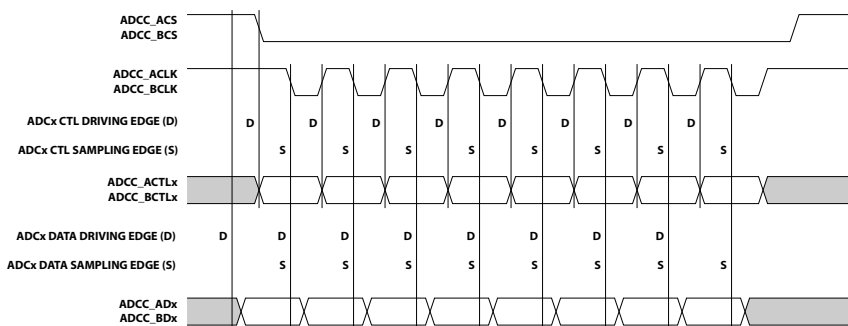 ADCC_ACS
ADCC_BCS
ADCC_ACLK
ADCC_BCLK
ADCx CTL DRIVING EDGE (D) D D D D D D D D
ADCx CTL SAMPLING EDGE (S) S S S S S S S S
ADCC_ACTLx
ADCC_BCTLx
ADCx DATA DRIVING EDGE (D) D D D D D D D D
ADCx DATA SAMPLING EDGE (S) S S S S S S S S
ADCC_ADx
ADCC_BDx